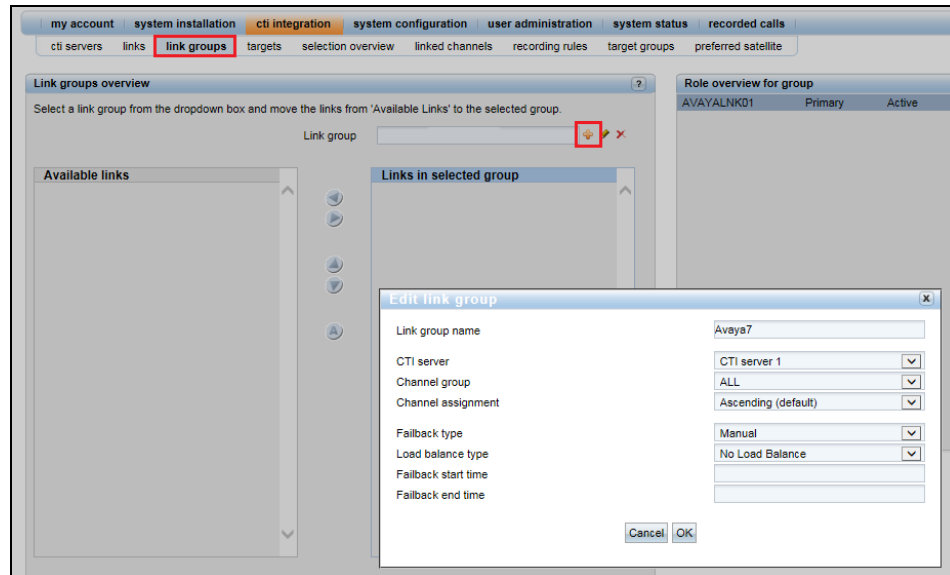 my account system installation cti integration system configuration user administration system status recorded calls
cti servers links link groups targets selection overview linked channels recording rules target groups preferred satellite
Link groups overview ?
Select a link group from the dropdown box and move the links from 'Available Links' to the selected group.
Link group
Available links
Links in selected group
A
Role overview for group
AVAYALNK01 Primary Active
Edit link group x
Link group name Avaya7
CTI server CTI server 1
Channel group ALL
Channel assignment Ascending (default)
Failback type Manual
Load balance type No Load Balance
Failback start time
Failback end time
Cancel OK